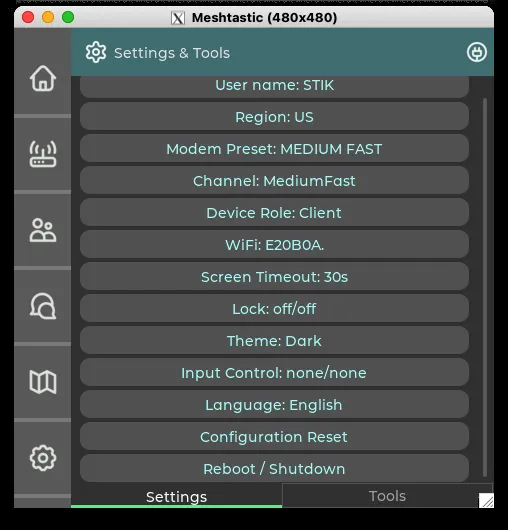 Meshtastic (480x480)
Settings & Tools
User name: STIK
Region: US
Modem Preset: MEDIUM FAST
Channel: MediumFast
Device Role: Client
WiFi: E20B0A.
Screen Timeout: 30s
Lock: off/off
Theme: Dark
Input Control: none/none
Language: English
Configuration Reset
Reboot / Shutdown
Settings
Tools